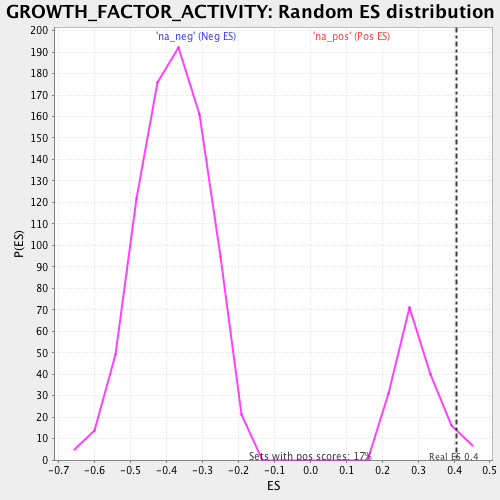 GROWTH_FACTOR_ACTIVITY: Random ES distribution
'na_neg' (Neg ES)
'na_pos' (Pos ES)
200
190
180
170
160
150
140
130
120
110
100
90
80
70
60
50
40
30
20
10
0
P(ES)
Sets with pos scores: 17%
Real ES 0.4
-0.7 -0.6 -0.5 -0.4 -0.3 -0.2 -0.1 0.0 0.1 0.2 0.3 0.4 0.5
ES